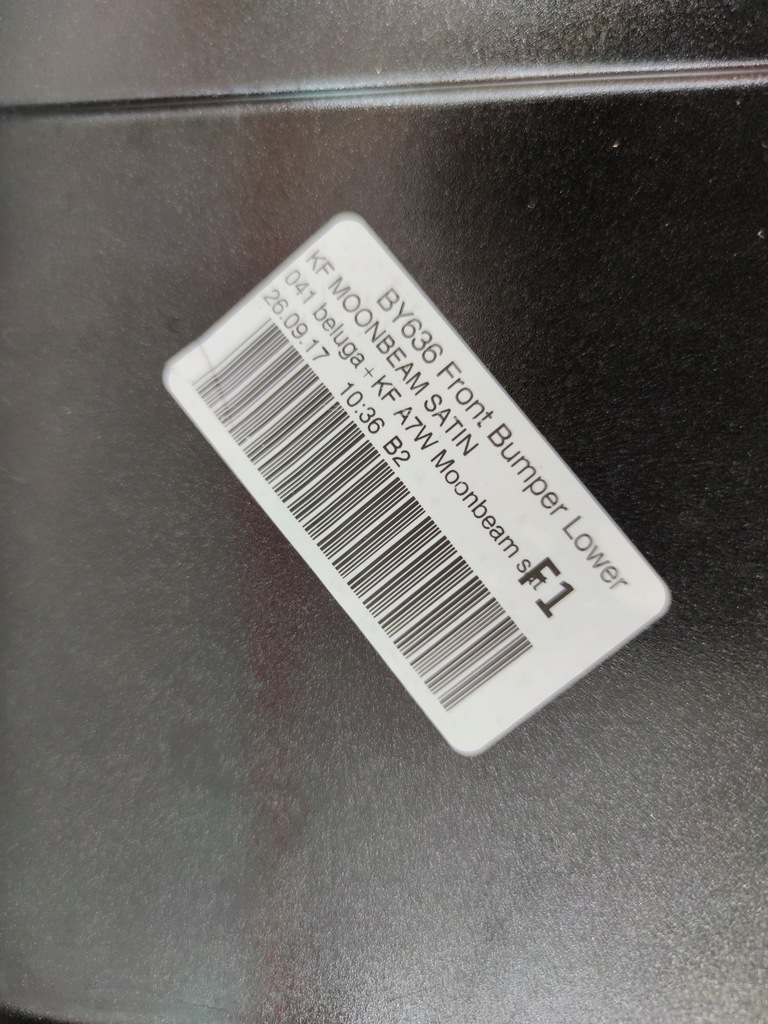 BY636 Front Bumper Lower
KF MOONBEAM SATIN
041 beluga + KF A7W Moonbeam
26.09.17 10:36 B2
F1